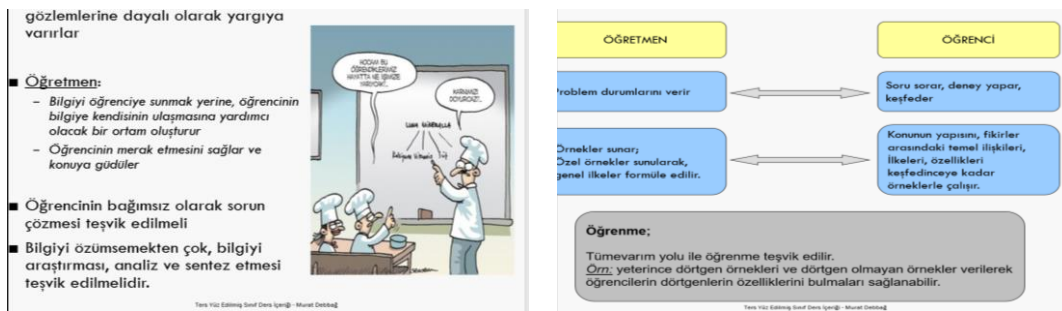 gözlemlerine dayalı olarak yargıya
varırlar
Öğretmen:
– Bilgiyi öğrenciye sunmak yerine, öğrencinin
bilgiye kendisinin ulaşmasına yardımcı
olacak bir ortam oluşturur
– Öğrencinin merak etmesini sağlar ve
konuya güdüler
Öğrencinin bağımsız olarak sorun
çözmesi teşvik edilmeli
Bilgiyi özümsemekten çok, bilgiyi
araştırması, analiz ve sentez etmesi
teşvik edilmelidir.
HOCAM BU
ÖĞRENDİKLERİMİZ
HAYATTA NE İŞİMİZE
YARIYOR?..
KARNIMIZI
DOYURCAZ!..
Ters Yüz Edilmiş Sınıf Ders İçeriği - Murat Debbağ
ÖĞRETMEN
ÖĞRENCİ
Problem durumlarını verir
Soru sorar, deney yapar,
keşfeder
Örnekler sunar;
Özel örnekler sunularak,
genel ilkeler formüle edilir.
Konunun yapısını, fikirler
arasındaki temel ilişkileri,
İlkeleri, özellikleri
keşfedinceye kadar
örneklerle çalışır.
Öğrenme;
Tümevarım yolu ile öğrenme teşvik edilir.
Örn: yeterince dörtgen örnekleri ve dörtgen olmayan örnekler verilerek
öğrencilerin dörtgenlerin özelliklerini bulmaları sağlanabilir.
Ters Yüz Edilmiş Sınıf Ders İçeriği - Murat Debbağ